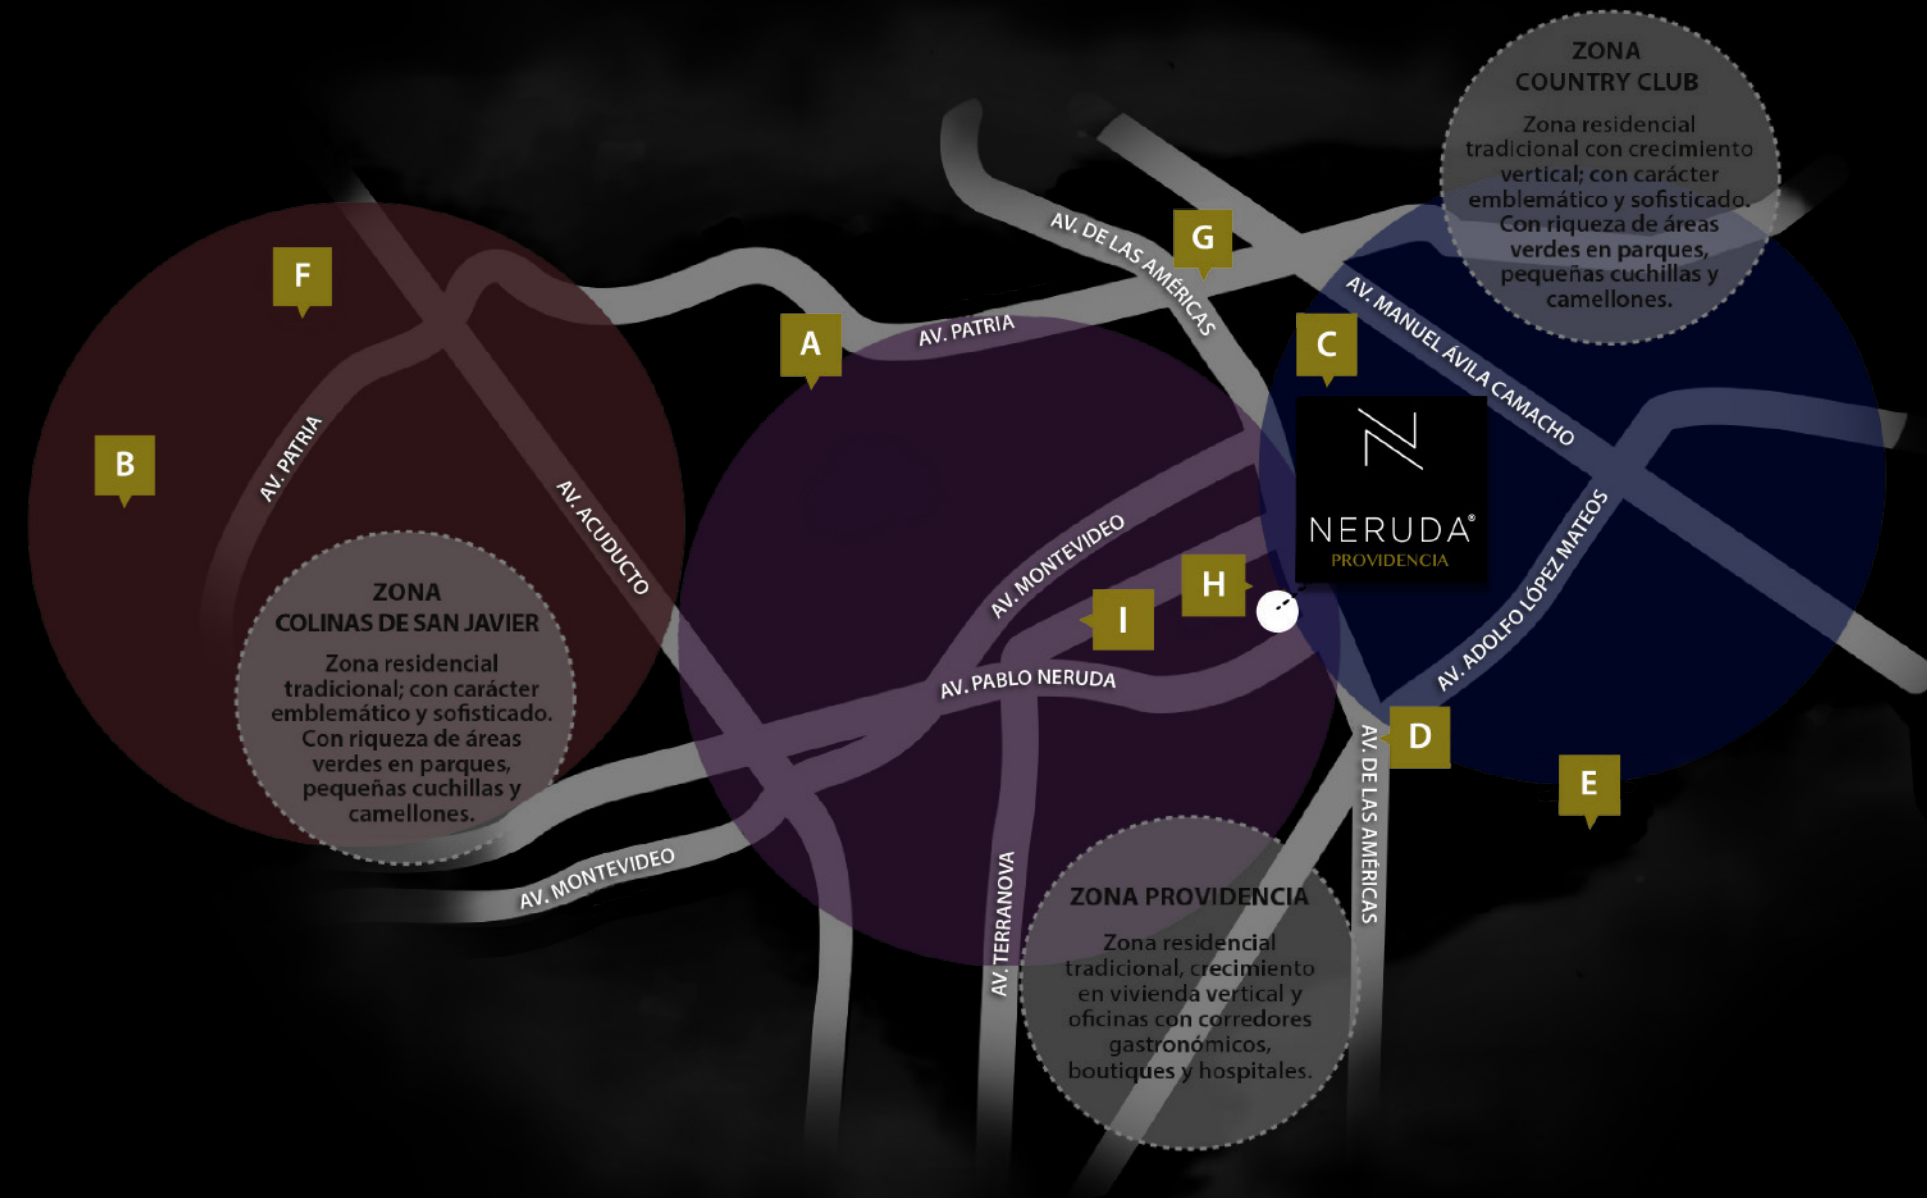 ZONA
COUNTRY CLUB
Zona residencial
tradicional con crecimiento
vertical; con carácter
emblemático y sofisticado.
Con riqueza de áreas
verdes en parques,
pequeñas cuchillas y
camellones.
AV. DE LAS AMÉRICAS
G
F
A
AV. PATRIA
C
AV. MANUEL ÁVILA CAMACHO
B
AV. PATRIA
AV. ACUDUCTO
N
NERUDA®
PROVIDENCIA
AV. MONTEVIDEO
H
I
AV. ADOLFO LÓPEZ MATEOS
ZONA
COLINAS DE SAN JAVIER
Zona residencial
tradicional; con carácter
emblemático y sofisticado.
Con riqueza de áreas
verdes en parques,
pequeñas cuchillas y
camellones.
AV. PABLO NERUDA
D
AV. DE LAS AMÉRICAS
E
AV. MONTEVIDEO
AV. TERRANOVA
ZONA PROVIDENCIA
Zona residencial
tradicional, crecimiento
en vivienda vertical y
oficinas con corredores
gastronómicos,
boutiques y hospitales.